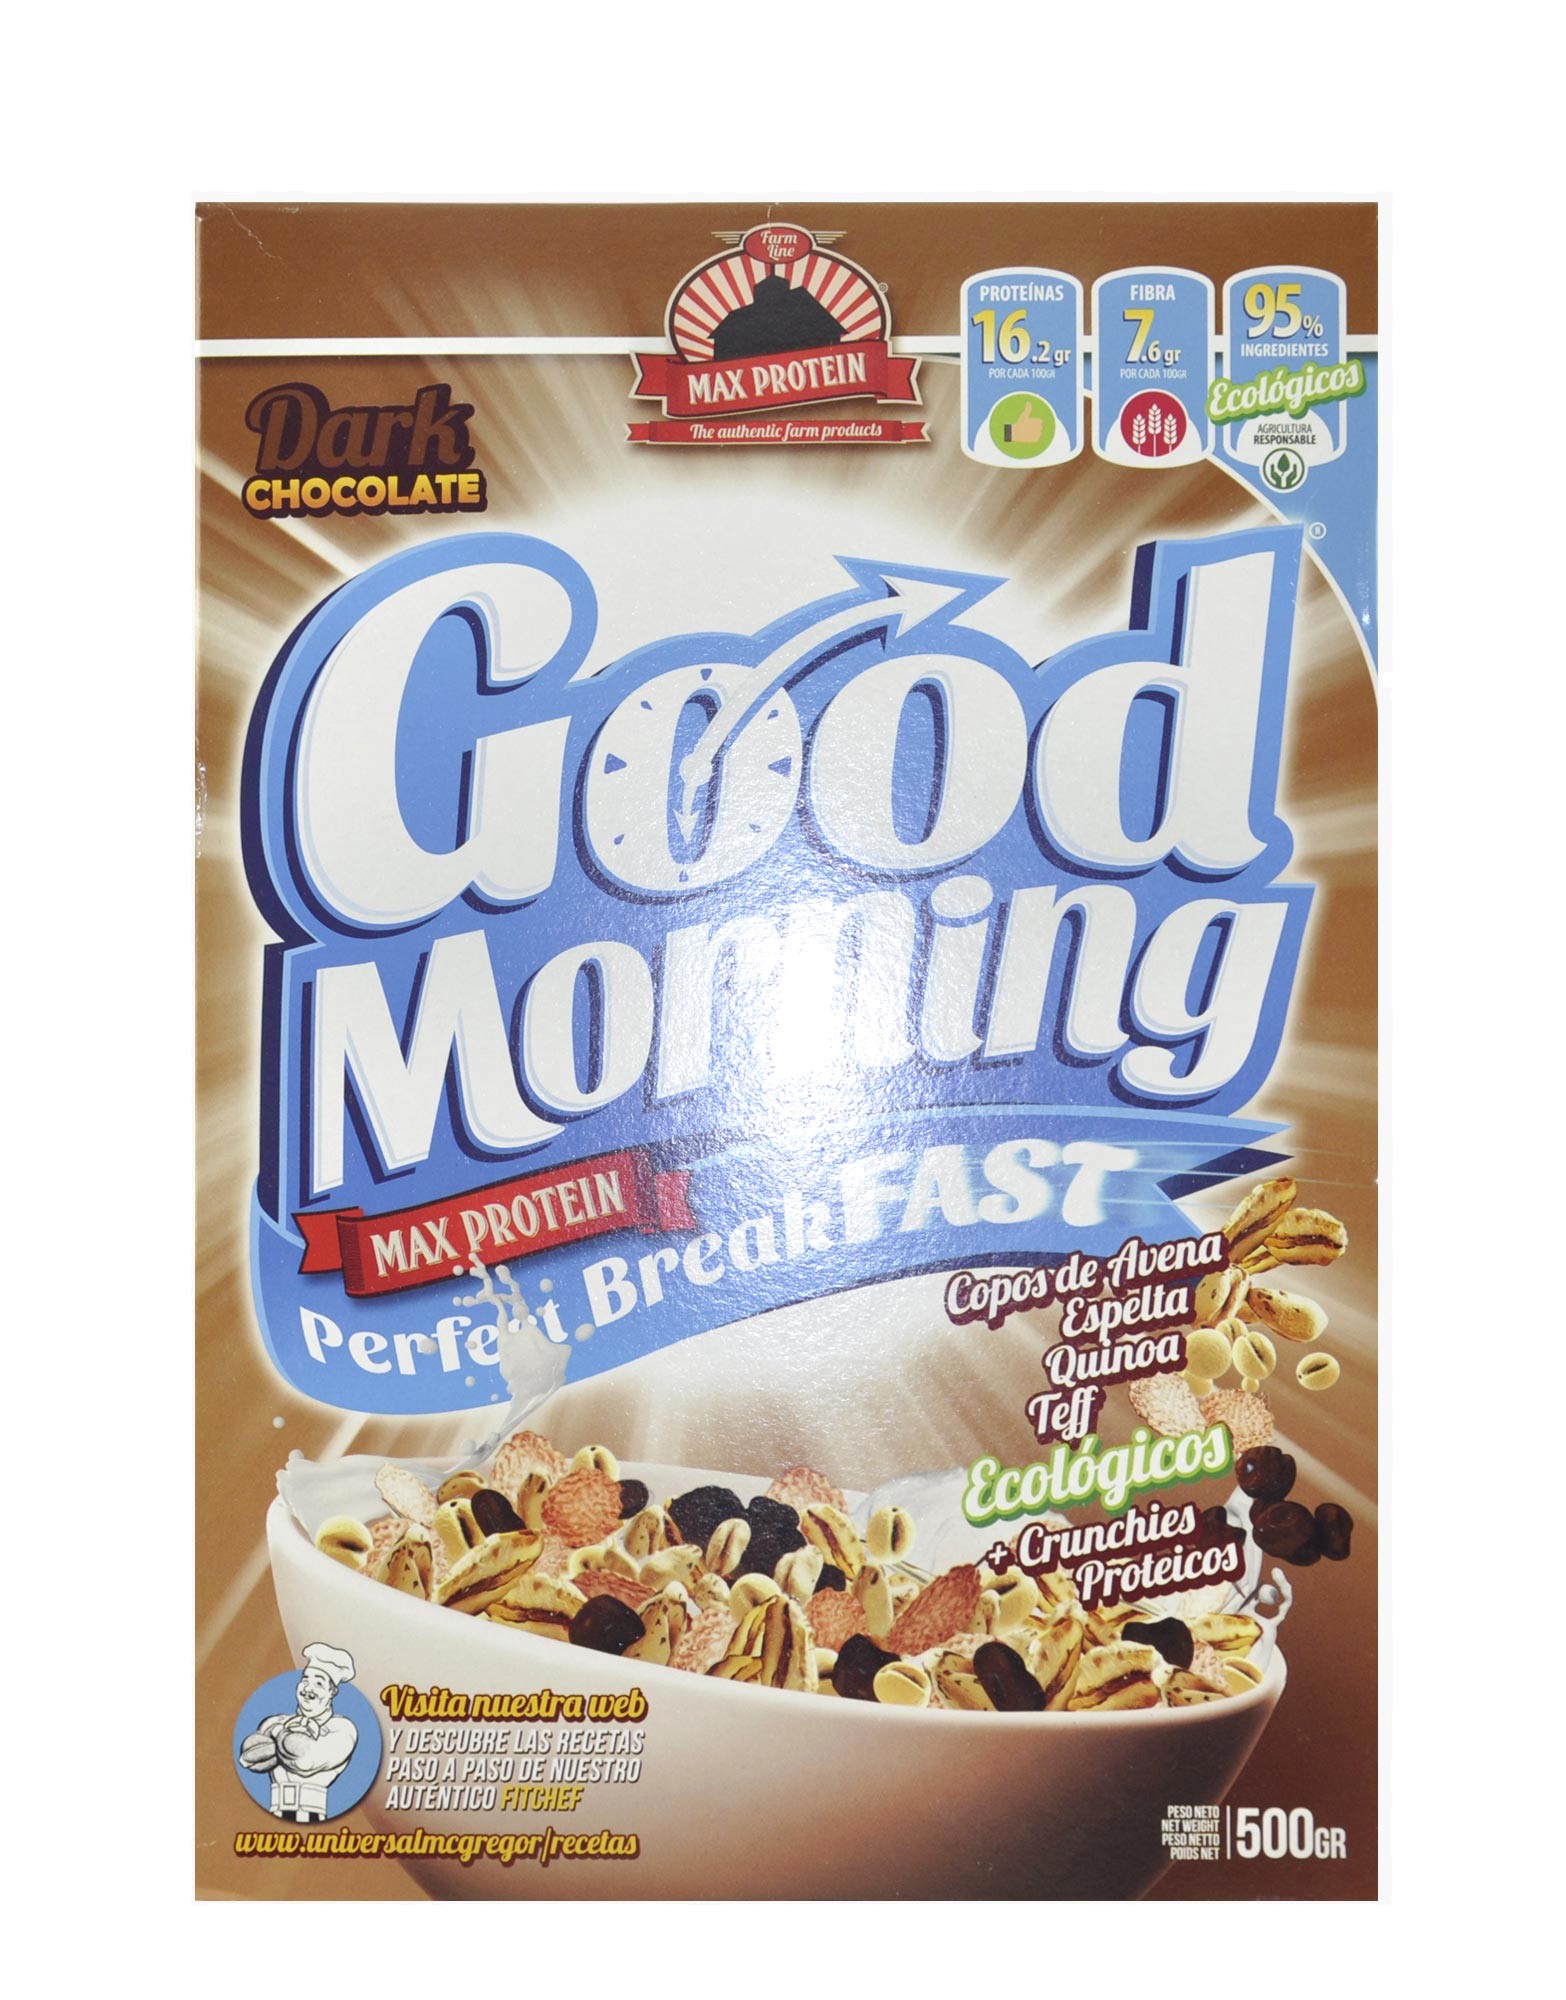 Farm
Line
MAX PROTEIN
®
The authentic farm products
PROTEÍNAS
16.2 gr
POR CADA 100GR
FIBRA
7.6 gr
POR CADA 100GR
95%
INGREDIENTES
Ecológicos
AGRICULTURA
RESPONSABLE
Dark
CHOCOLATE
Good
®
Morning
MAX PROTEIN
Perfect BreakFAST
Copos de Avena
Espelta
Quinoa
Teff
Ecológicos
+ Crunchies
Proteicos
Visita nuestra web
Y DESCUBRE LAS RECETAS
PASO A PASO DE NUESTRO
AUTÉNTICO FITCHEF
www.universalmcgregor/recetas
PESO NETO
NET WEIGHT
PESO NETTO
POIDS NET
500GR